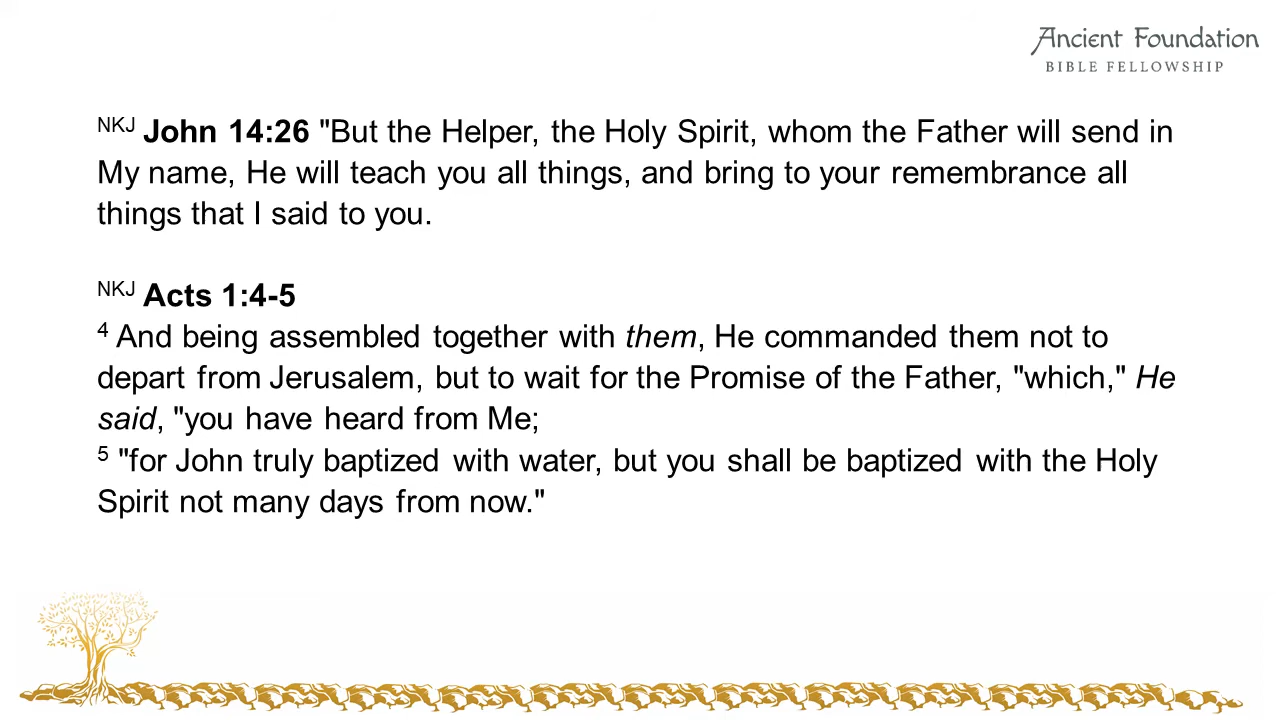 Ancient Foundation
BIBLE FELLOWSHIP
NKJ John 14:26 "But the Helper, the Holy Spirit, whom the Father will send in
My name, He will teach you all things, and bring to your remembrance all
things that I said to you.
NKJ Acts 1:4-5
4 And being assembled together with them, He commanded them not to
depart from Jerusalem, but to wait for the Promise of the Father, "which," He
said, "you have heard from Me;
5 "for John truly baptized with water, but you shall be baptized with the Holy
Spirit not many days from now."